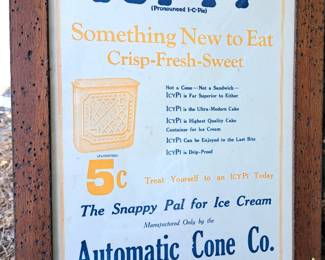 (Pronounced I-C-Pie)
Something New to Eat
Crisp-Fresh-Sweet
Not a Cone — Not a Sandwich —
ICYPI is Far Superior to Either
ICYPI is the Ultra-Modern Cake
ICYPI is Highest Quality Cake
Container for Ice Cream
ICYPI Can be Enjoyed to the Last Bite
ICYPI is Drip-Proof
5c
Treat Yourself to an ICYPI Today
The Snappy Pal for Ice Cream
Manufactured Only by the
Automatic Cone Co.